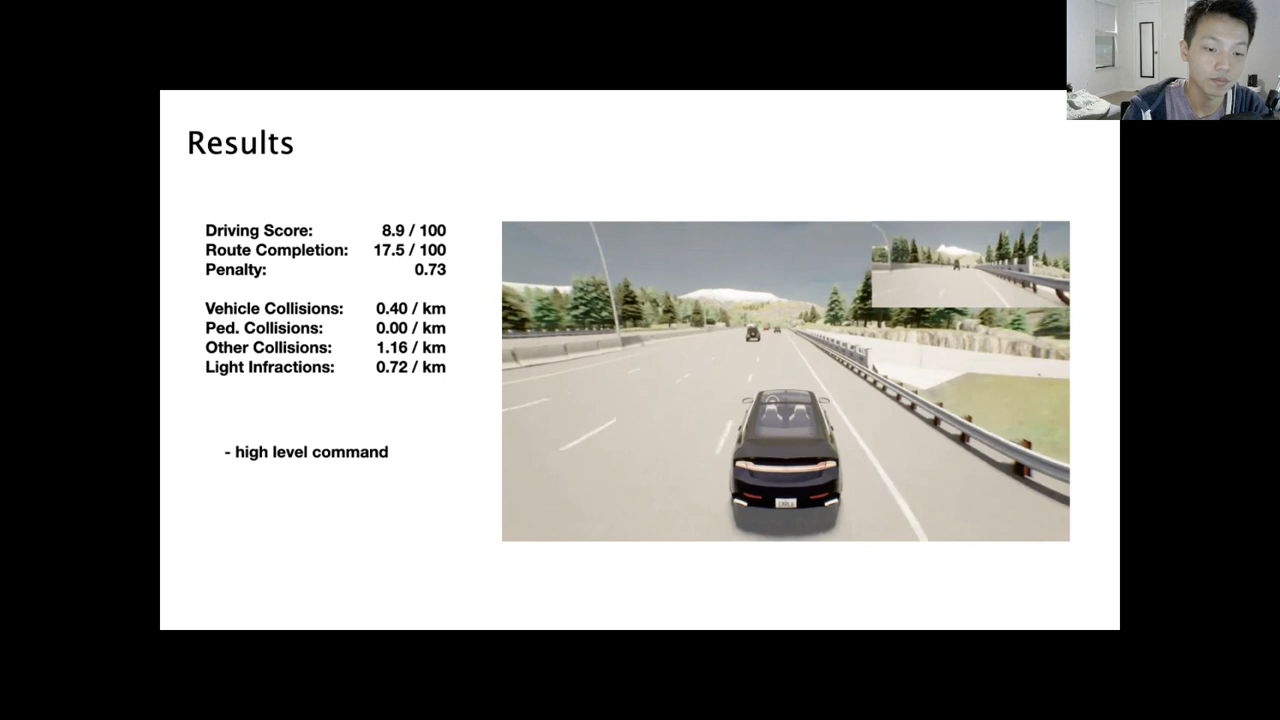 Results
Driving Score: 8.9 / 100
Route Completion: 17.5 / 100
Penalty: 0.73
Vehicle Collisions: 0.40 / km
Ped. Collisions: 0.00 / km
Other Collisions: 1.16 / km
Light Infractions: 0.72 / km
- high level command